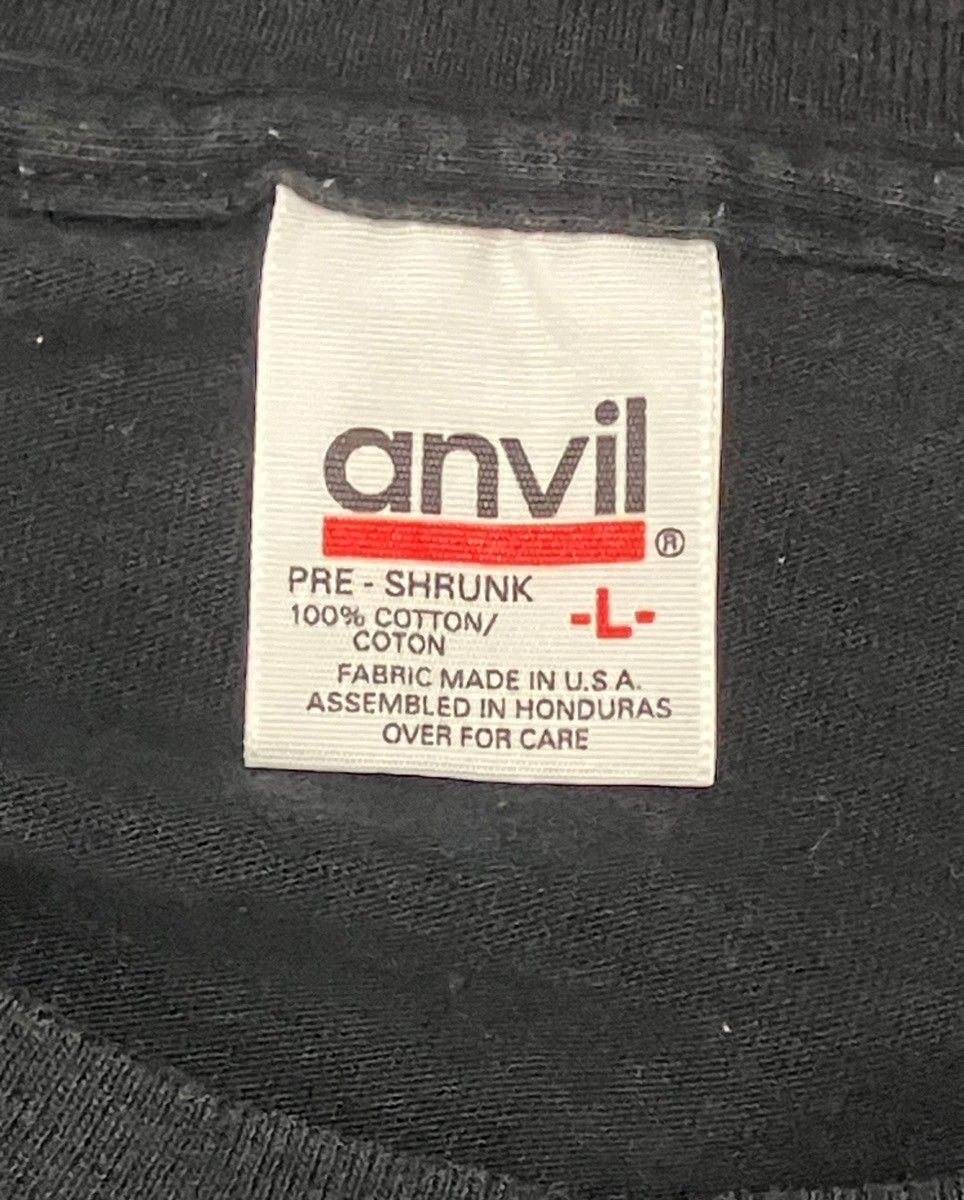 anvil
®
PRE - SHRUNK
-L-
100% COTTON/
COTON
FABRIC MADE IN U.S.A.
ASSEMBLED IN HONDURAS
OVER FOR CARE